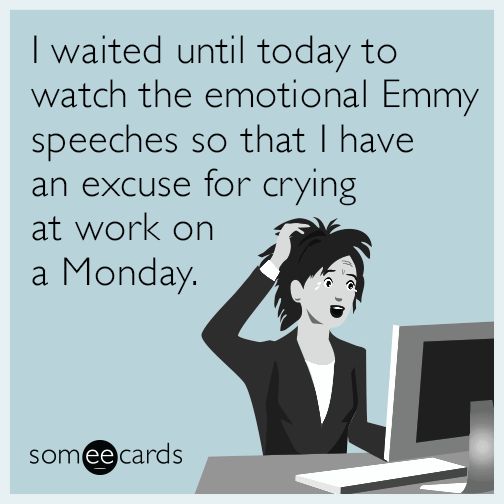 I waited until today to
watch the emotional Emmy
speeches so that I have
an excuse for crying
at work on
a Monday.
someecards